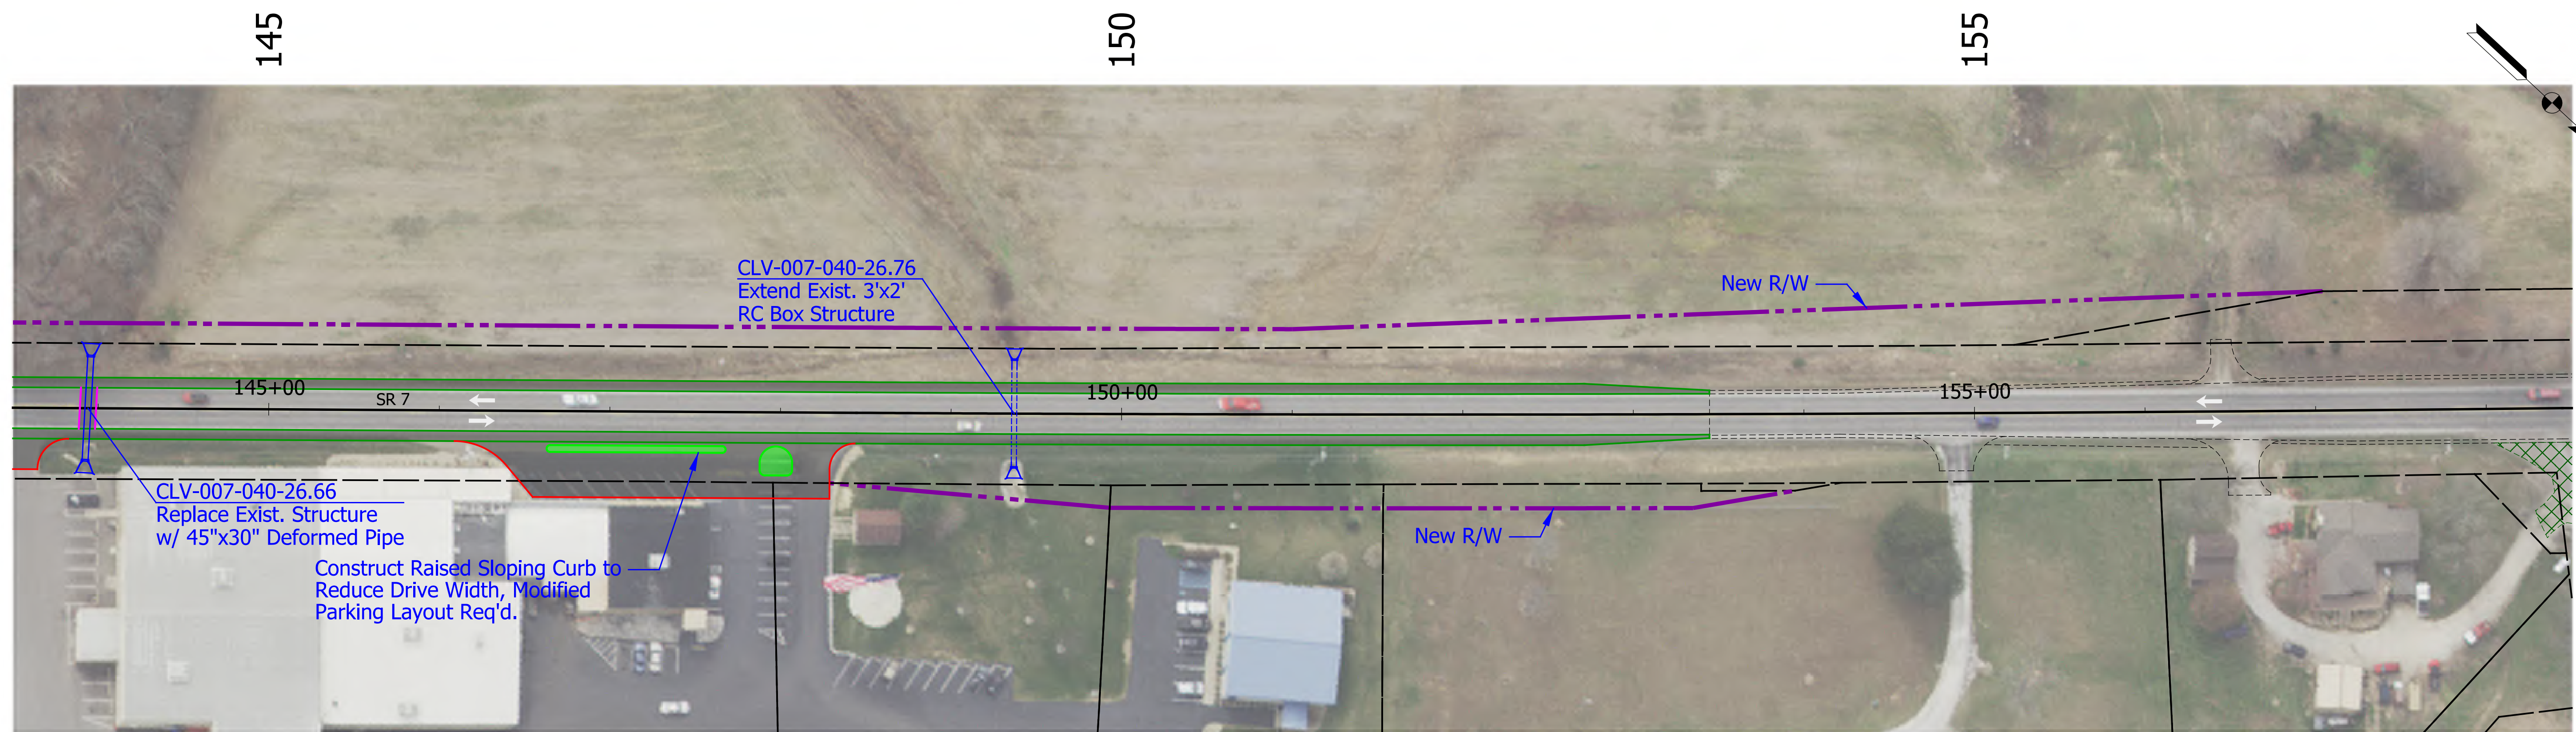 145
150
155
CLV-007-040-26.76
Extend Exist. 3'x2'
RC Box Structure
New R/W
145+00
SR 7
150+00
155+00
CLV-007-040-26.66
Replace Exist. Structure
w/ 45"x30" Deformed Pipe
Construct Raised Sloping Curb to
Reduce Drive Width, Modified
Parking Layout Req'd.
New R/W